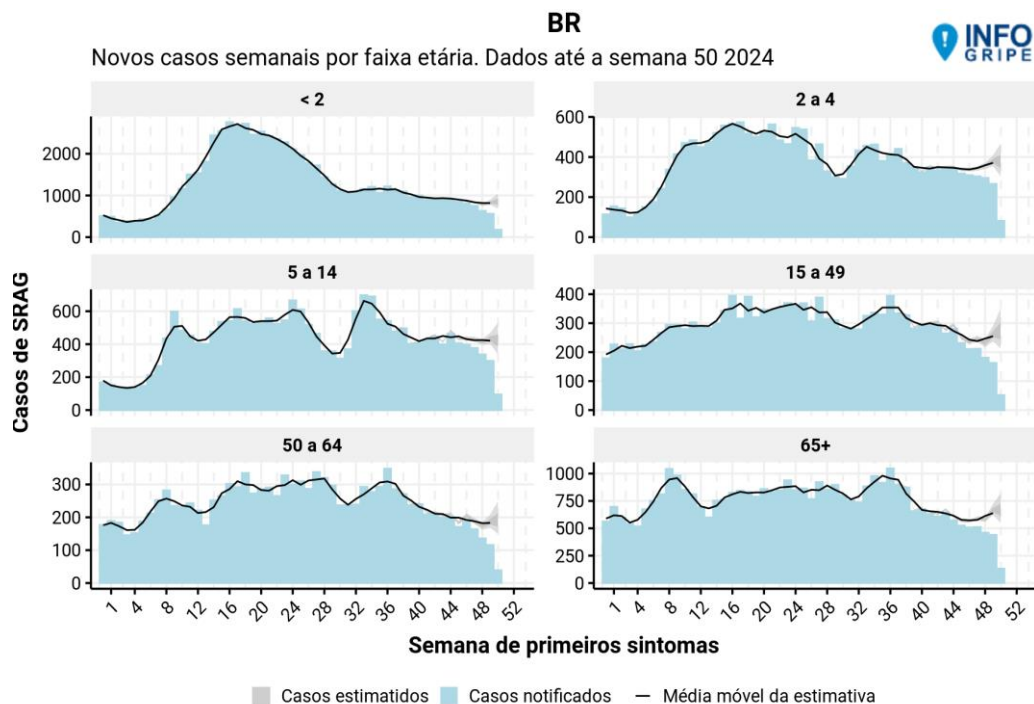 BR
Novos casos semanais por faixa etária. Dados até a semana 50 2024
INFO
GRIPE
Casos de SRAG
< 2
2000
1000
0
2 a 4
600
400
200
0
5 a 14
600
400
200
0
15 a 49
400
300
200
100
0
50 a 64
300
200
100
0
1 4 8 12 16 20 24 28 32 36 40 44 48 52
65+
1000
750
500
250
0
1 4 8 12 16 20 24 28 32 36 40 44 48 52
Semana de primeiros sintomas
Casos estimatidos Casos notificados Média móvel da estimativa